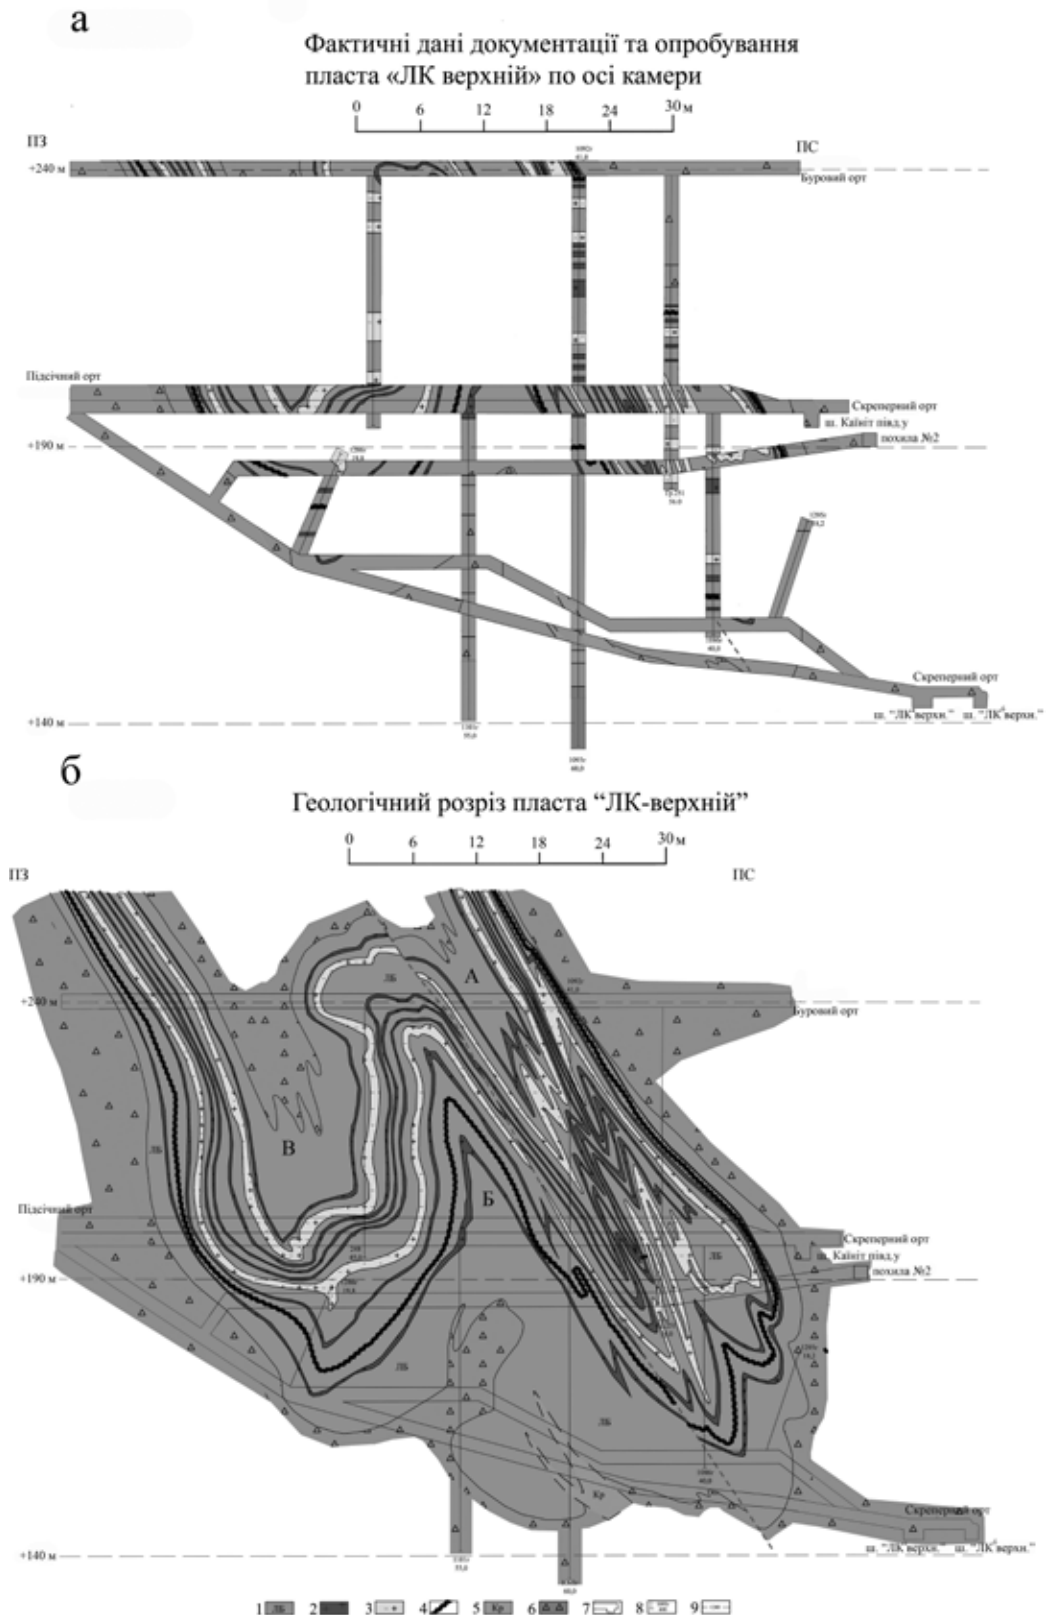 а
Фактичні дані документації та опробування
пласта «ЛК верхній» по осі камери
0 6 12 18 24 30 м
ПЗ
ПС
+240 м
Буровий орт
Підсічний орт
Скреперний орт
ш. Каїніт півд.у
+190 м
похила №2
Скреперний орт
ш. "ЛК верхн." ш. "ЛК верхн."
+140 м
б
Геологічний розріз пласта “ЛК-верхній”
0 6 12 18 24 30 м
ПЗ
ПС
А
ЛБ
+240 м
Буровий орт
ЛБ
В
Б
Підсічний орт
Скреперний орт
ЛБ
ш. Каїніт півд.у
похила №2
+190 м
ЛБ
ЛБ
Кр
Скреперний орт
ш. "ЛК верхн." ш. "ЛК верхн."
+140 м
1 ЛБ 2 3 4 5 Кр 6 7 8 9